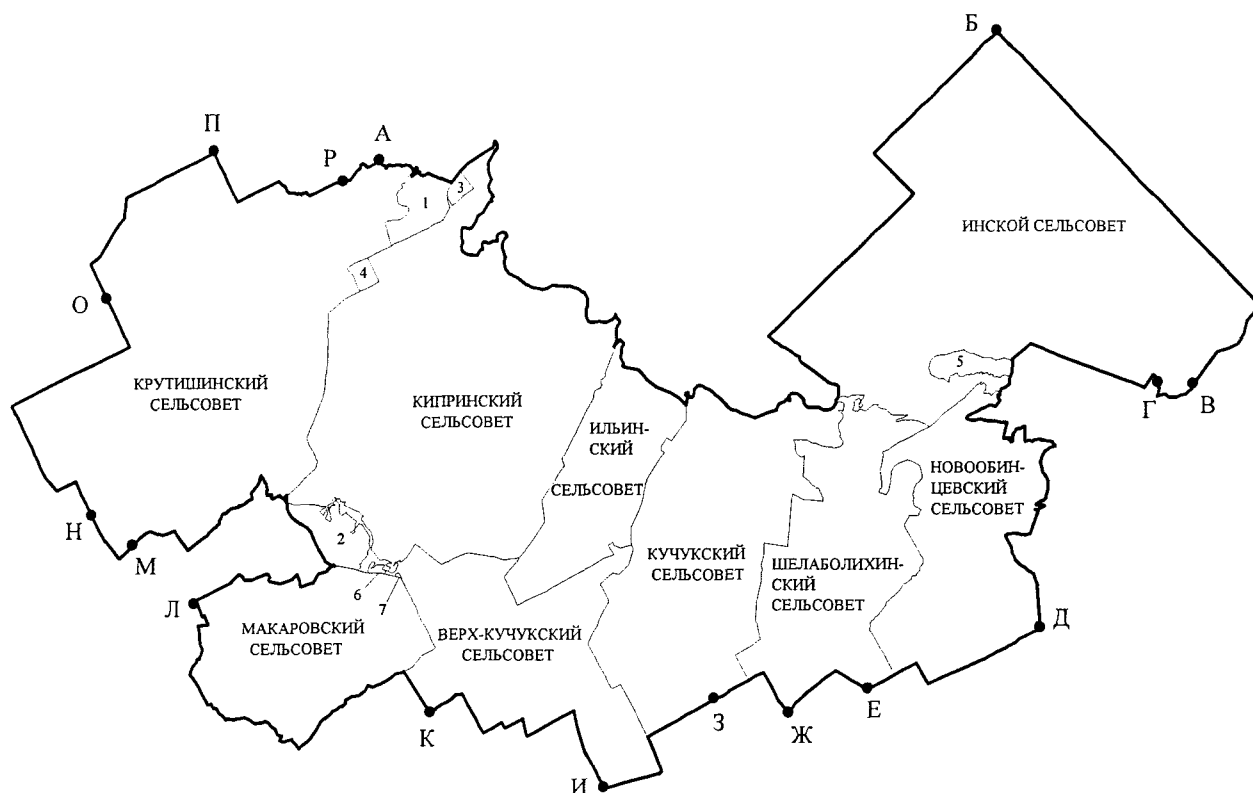 Б
П
А
Р
3
1
ИНСКОЙ СЕЛЬСОВЕТ
4
О
5
КРУТИШИНСКИЙ
СЕЛЬСОВЕТ
КИПРИНСКИЙ
СЕЛЬСОВЕТ
Г
В
ИЛЬИН-
СКИЙ
СЕЛЬСОВЕТ
НОВООБИН-
ЦЕВСКИЙ
СЕЛЬСОВЕТ
Н
М
2
КУЧУКСКИЙ
СЕЛЬСОВЕТ
ШЕЛАБОЛИХИН-
СКИЙ
СЕЛЬСОВЕТ
6
7
Л
МАКАРОВСКИЙ
СЕЛЬСОВЕТ
ВЕРХ-КУЧУКСКИЙ
СЕЛЬСОВЕТ
Д
К
З
Ж
Е
И